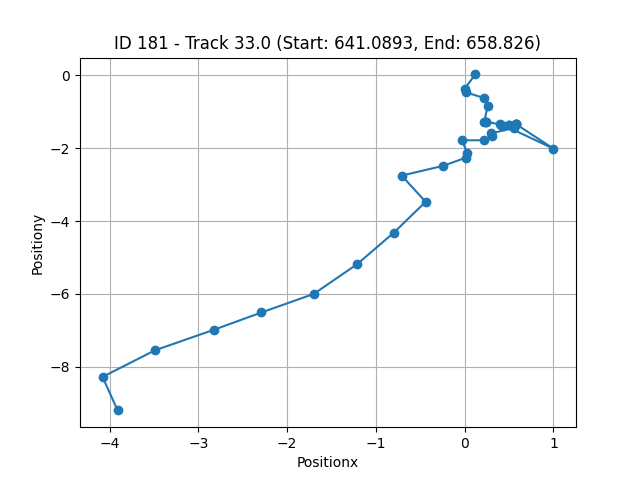 ID 181 - Track 33.0 (Start: 641.0893, End: 658.826)
0
−2
−4
−6
−8
Positiony
−4 −3 −2 −1 0 1
Positionx